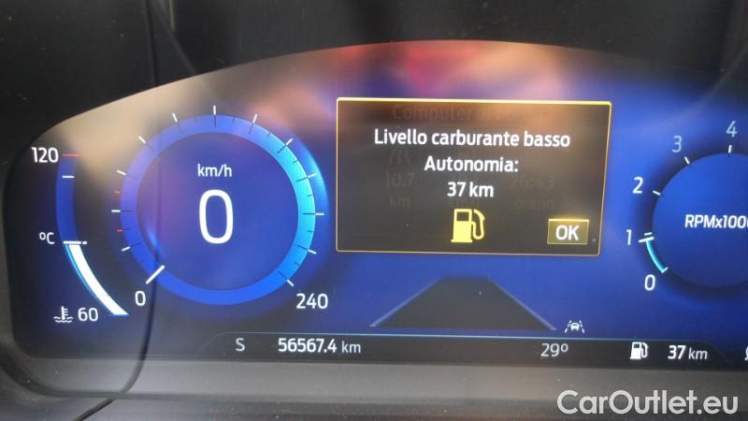 Livello carburante basso
Autonomia:
37 km
OK
120
km/h
0
°C
60
0
240
4
3
2
1
0
RPMx100
S
56567.4 km
29°
37 km
CarOutlet.eu